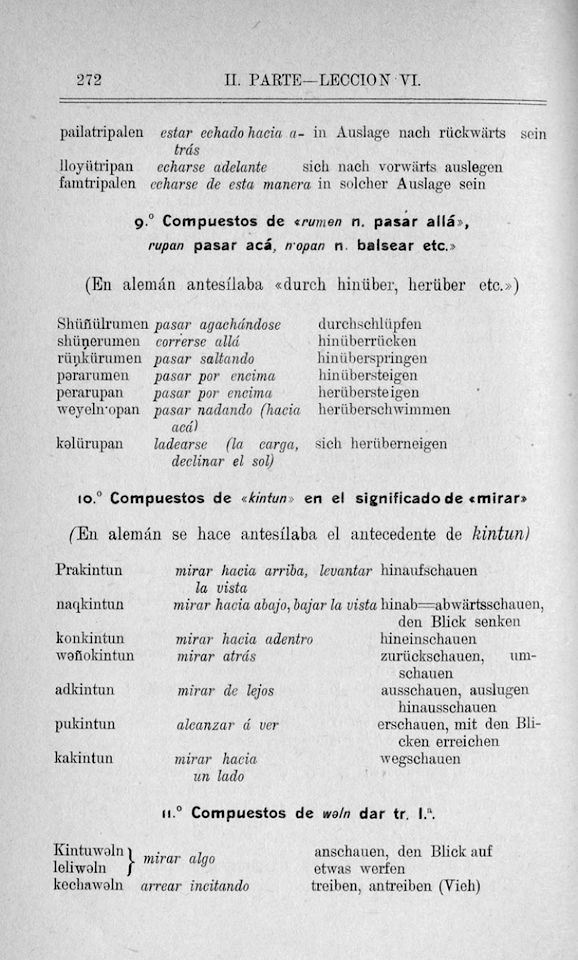 272 II. PARTE—LECCION VI.
pailatripalen estar echado hacia a- in Auslage nach rückwärts sein
trás
lloyütripan echarse adelante sich nach vorwärts auslegen
famtripalen echarse de esta manera in solcher Auslage sein
9.º Compuestos de «rumen n. pasar allá»,
rupan pasar acá, n·opan n. balsear etc.»
(En alemán antesílaba «durch hinüber, herüber etc.»)
Shüñülrumen pasar agachándose durchschlüpfen
shüṇerumen correrse allá hinüberrücken
rüṇkürumen pasar saltando hinüberspringen
pərarumen pasar por encima hinübersteigen
perarupan pasar por encima herübersteigen
weyeln·opan pasar nadando (hacia herüberschwimmen
acá)
kəlürupan ladearse (la carga, sich herüberneigen
declinar el sol)
10.º Compuestos de «kintun» en el significado de «mirar»
(En alemán se hace antesílaba el antecedente de kintun)
Prakintun mirar hacia arriba, levantar hinaufschauen
la vista
naqkintun mirar hacia abajo, bajar la vista hinab=abwärtsschauen,
den Blick senken
konkintun mirar hacia adentro hineinschauen
wəñokintun mirar atrás zurückschauen, um-
schauen
adkintun mirar de lejos ausschauen, auslugen
hinausschauen
pukintun alcanzar á ver erschauen, mit den Bli-
cken erreichen
kakintun mirar hacia wegschauen
un lado
11.º Compuestos de wəln dar tr. l.ª.
Kintuwəln } mirar algo anschauen, den Blick auf
leliwəln etwas werfen
kechawəln arrear incitando treiben, antreiben (Vieh)